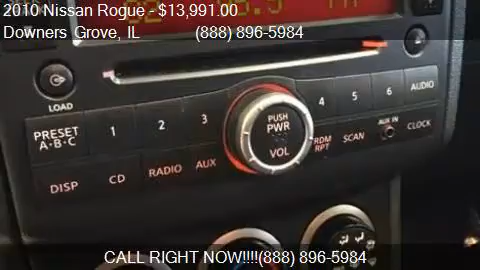 2010 Nissan Rogue - $13,991.00
Downers Grove, IL (888) 896-5984
LOAD
PRESET
A·B·C
1
2
3
PUSH
PWR
VOL
4
5
6
AUDIO
DISP
CD
RADIO
AUX
RDM
RPT
SCAN
AUX IN
CLOCK
CALL RIGHT NOW!!!!(888) 896-5984